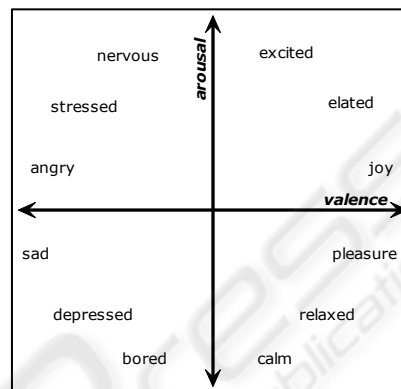 nervous
excited
arousal
stressed
elated
angry
joy
valence
sad
pleasure
depressed
relaxed
bored
calm